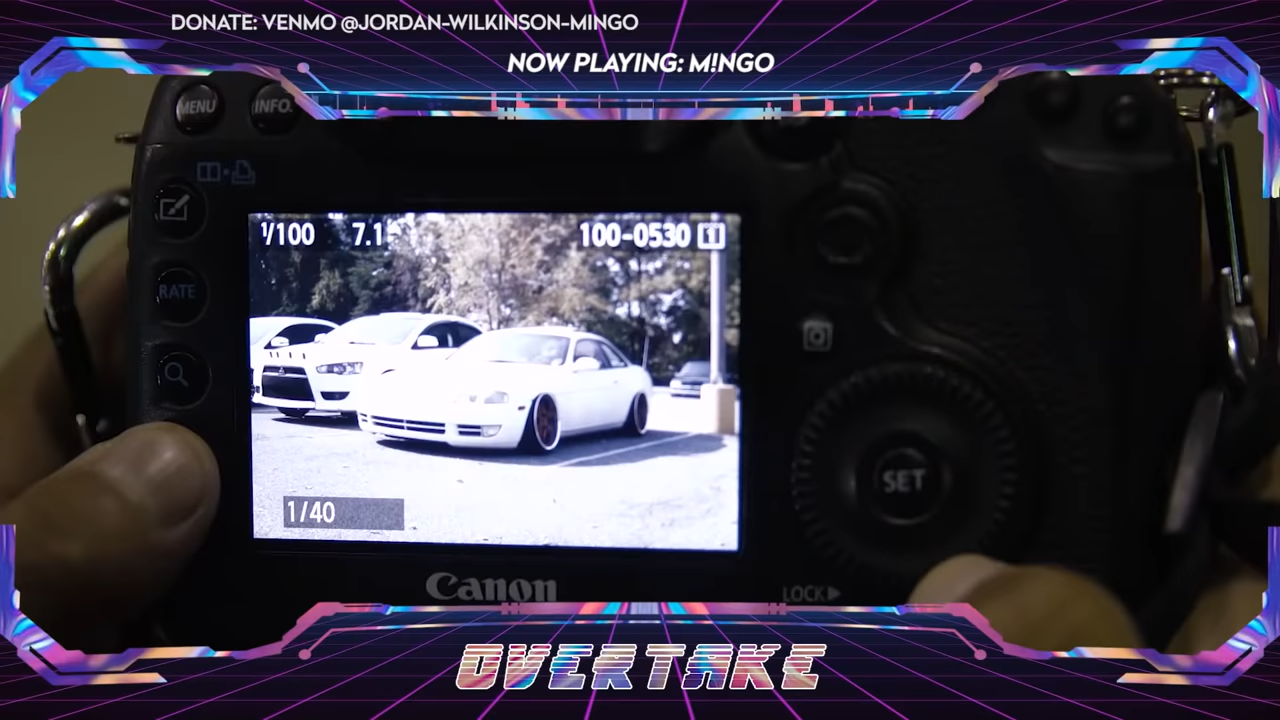 DONATE: VENMO @JORDAN-WILKINSON-MINGO
NOW PLAYING: M!NGO
MENU INFO.
1/100 7.1 100-0530 1
RATE
1/40
SET
Canon
LOCK
OVERTAKE